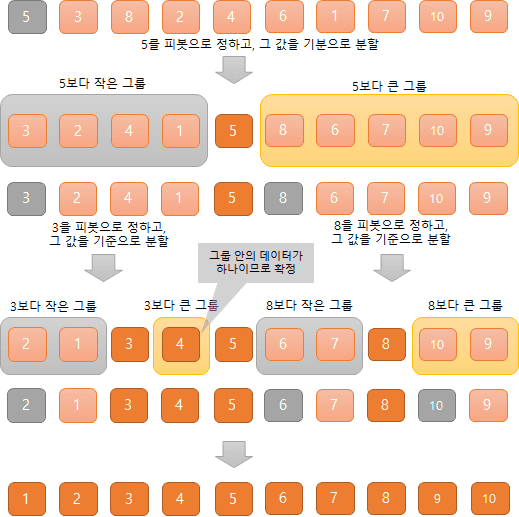 5 3 8 2 4 6 1 7 10 9
5를 피봇으로 정하고, 그 값을 기분으로 분할
5보다 작은 그룹 5보다 큰 그룹
3 2 4 1 5 8 6 7 10 9
3 2 4 1 5 8 6 7 10 9
3을 피봇으로 정하고,
그 값을 기준으로 분할
8을 피봇으로 정하고,
그 값을 기준으로 분할
그룹 안의 데이터가
하나이므로 확정
3보다 작은 그룹 3보다 큰 그룹 8보다 작은 그룹 8보다 큰 그룹
2 1 3 4 5 6 7 8 10 9
2 1 3 4 5 6 7 8 10 9
1 2 3 4 5 6 7 8 9 10